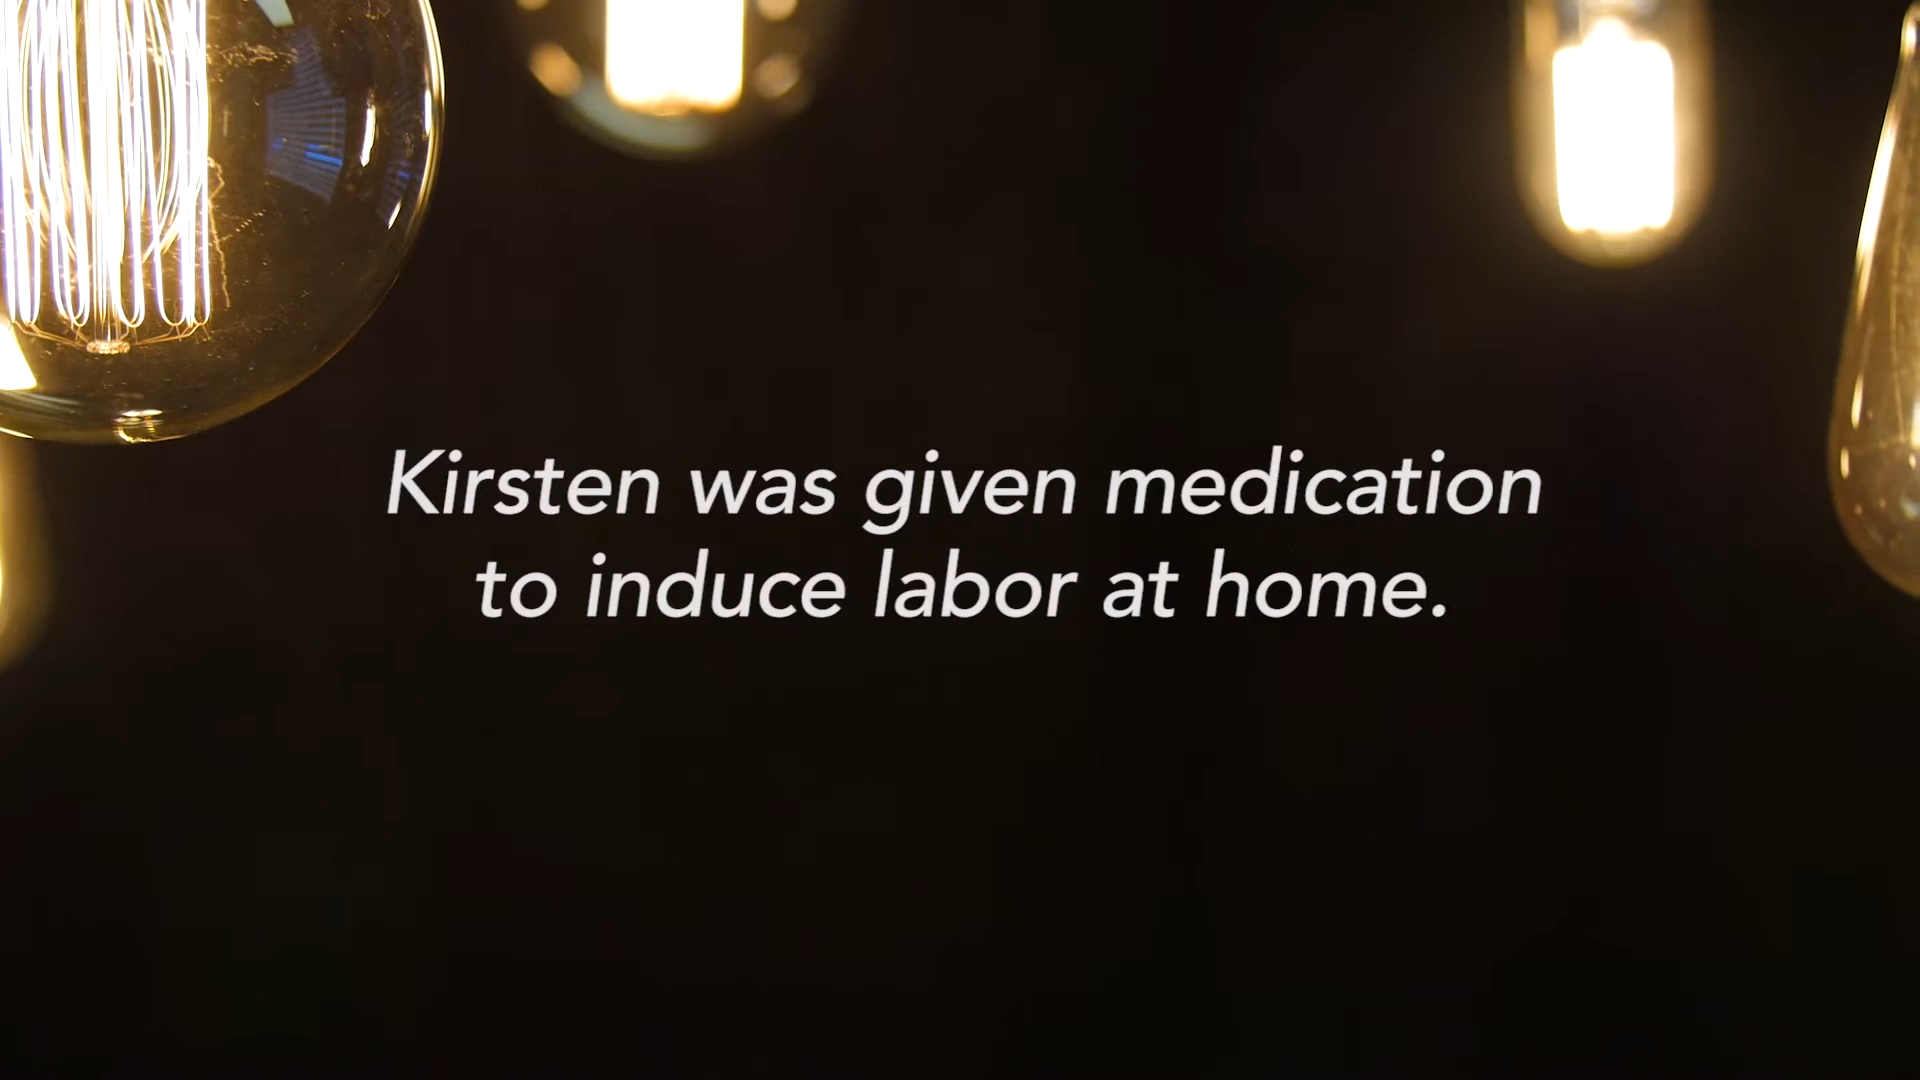 Kirsten was given medication
to induce labor at home.